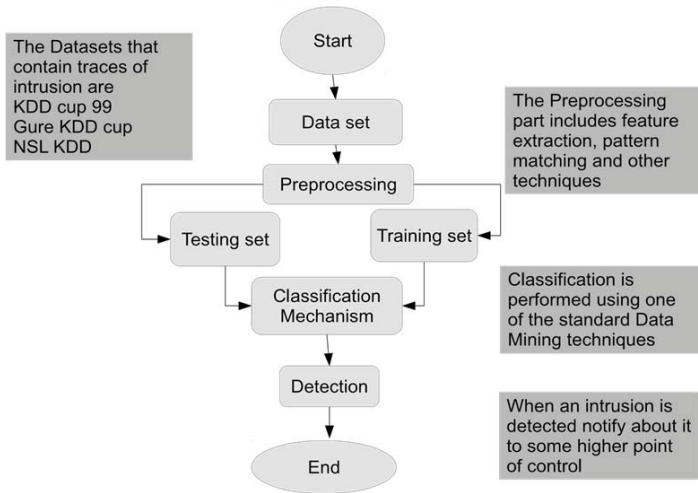 Start
The Datasets that
contain traces of
intrusion are
KDD cup 99
Gure KDD cup
NSL KDD
Data set
The Preprocessing
part includes feature
extraction, pattern
matching and other
techniques
Preprocessing
Testing set
Training set
Classification
Mechanism
Classification is
performed using one
of the standard Data
Mining techniques
Detection
When an intrusion is
detected notify about it
to some higher point
of control
End